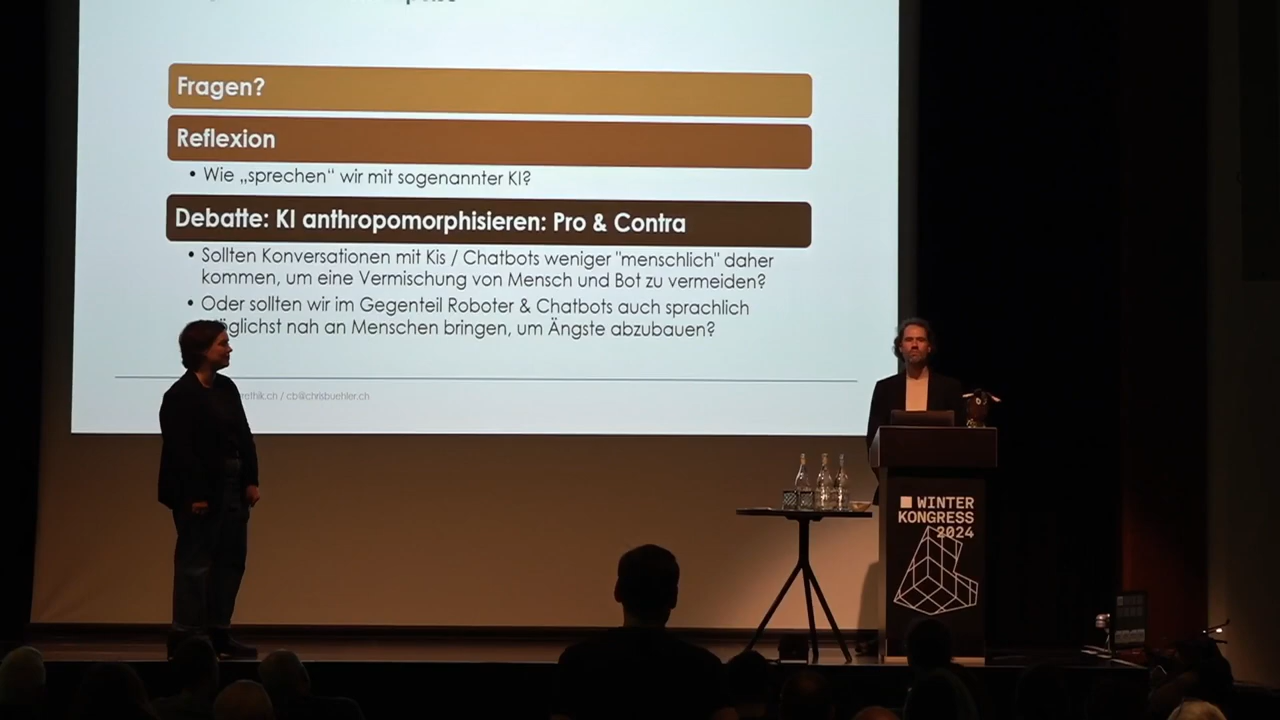 Fragen?
Reflexion
• Wie „sprechen“ wir mit sogenannter KI?
Debatte: KI anthropomorphisieren: Pro & Contra
• Sollten Konversationen mit Kis / Chatbots weniger "menschlich" daher
kommen, um eine Vermischung von Mensch und Bot zu vermeiden?
• Oder sollten wir im Gegenteil Roboter & Chatbots auch sprachlich
möglichst nah an Menschen bringen, um Ängste abzubauen?
/ cb@chrisbuehler.ch
WINTER
KONGRESS
2024